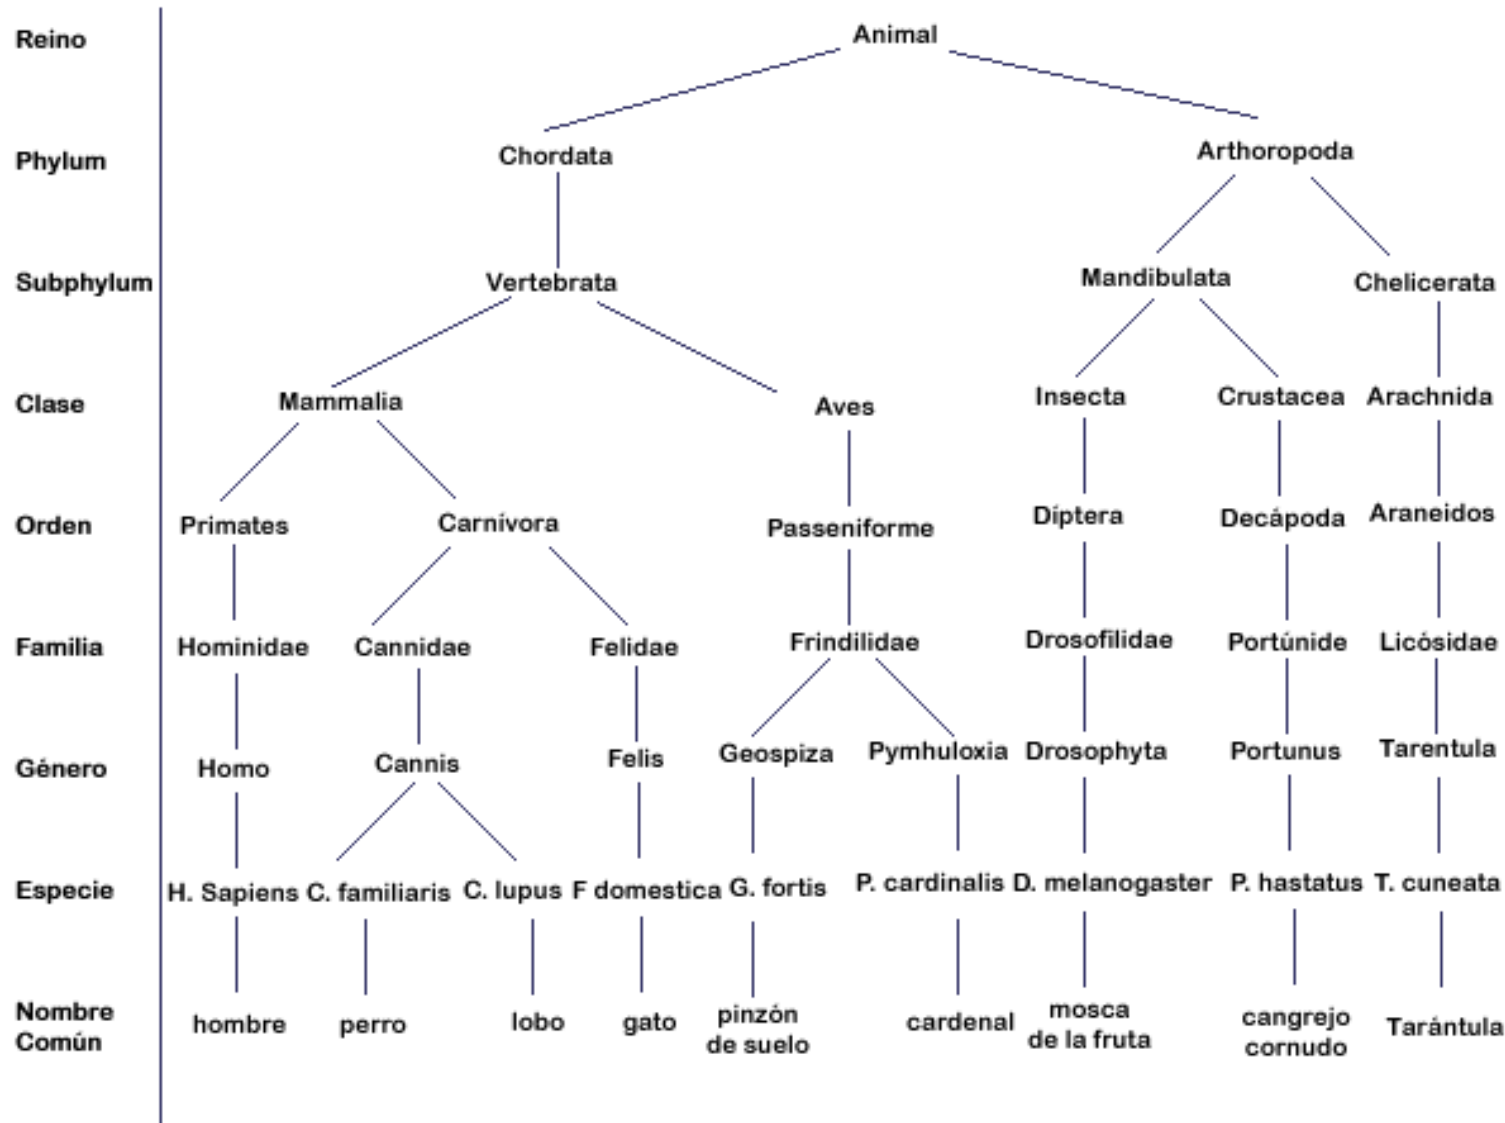 Reino Animal
Phylum Chordata Arthoropoda
Subphylum Vertebrata Mandibulata Chelicerata
Clase Mammalia Aves Insecta Crustacea Arachnida
Orden Primates Carnívora Passeniforme Díptera Decápoda Araneidos
Familia Hominidae Cannidae Felidae Frindilidae Drosofilidae Portúnide Licósidae
Género Homo Cannis Felis Geospiza Pymhuloxia Drosophyta Portunus Tarentula
Especie H. Sapiens C. familiaris C. lupus F domestica G. fortis P. cardinalis D. melanogaster P. hastatus T. cuneata
Nombre
Común
hombre
perro
lobo
gato
pinzón
de suelo
cardenal
mosca
de la fruta
cangrejo
cornudo
Tarántula